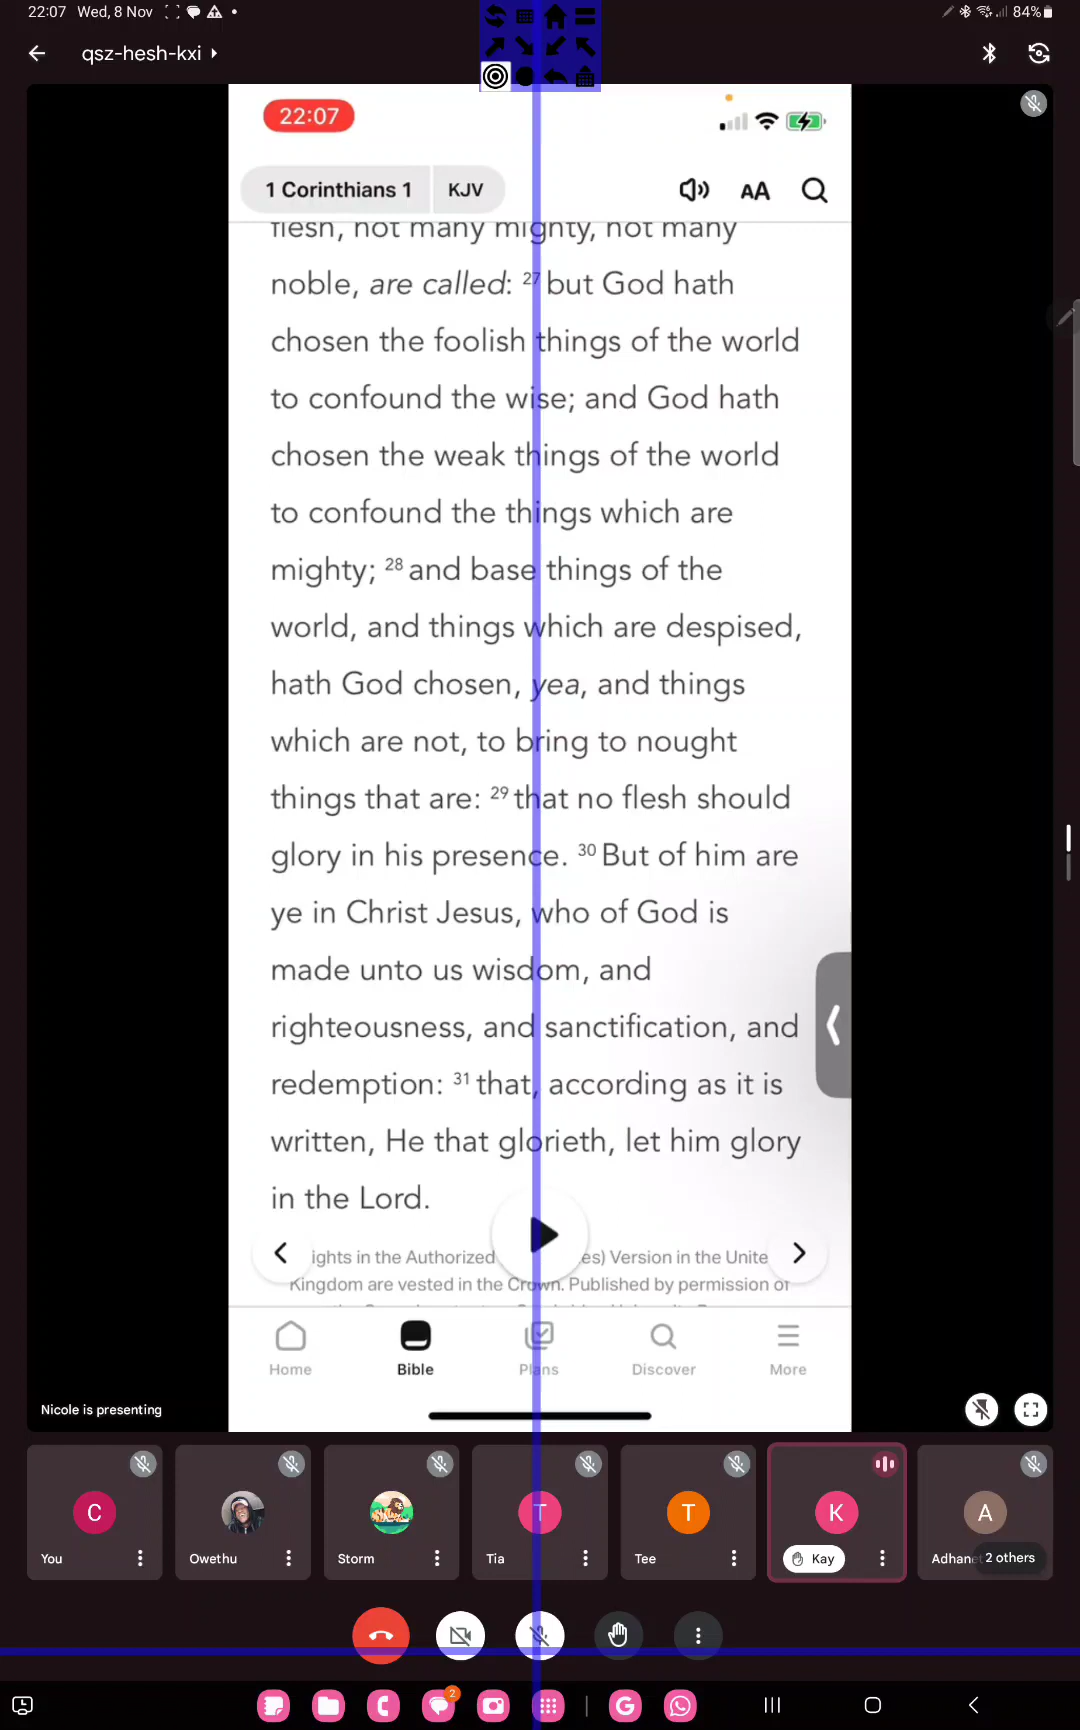 22:07 Wed, 8 Nov
84%
qsz-hesh-kxi
22:07
1 Corinthians 1 KJV
AA
flesh, not many mighty, not many
noble, are called: 27 but God hath
chosen the foolish things of the world
to confound the wise; and God hath
chosen the weak things of the world
to confound the things which are
mighty; 28 and base things of the
world, and things which are despised,
hath God chosen, yea, and things
which are not, to bring to nought
things that are: 29 that no flesh should
glory in his presence. 30 But of him are
ye in Christ Jesus, who of God is
made unto us wisdom, and
righteousness, and sanctification, and
redemption: 31 that, according as it is
written, He that glorieth, let him glory
in the Lord.
ights in the Authorized es) Version in the Unite
Kingdom are vested in the Crown. Published by permission of
Home Bible Plans Discover More
Nicole is presenting
C T T K A
You Owethu Storm Tia Tee Kay Adhane 2 others
2
G